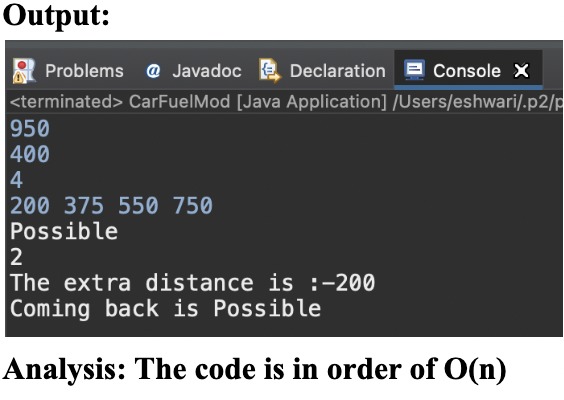 Output:
Problems @ Javadoc Declaration Console X
<terminated> CarFuelMod [Java Application] /Users/eshwari/.p2/p
950
400
4
200 375 550 750
Possible
2
The extra distance is :-200
Coming back is Possible
Analysis: The code is in order of O(n)